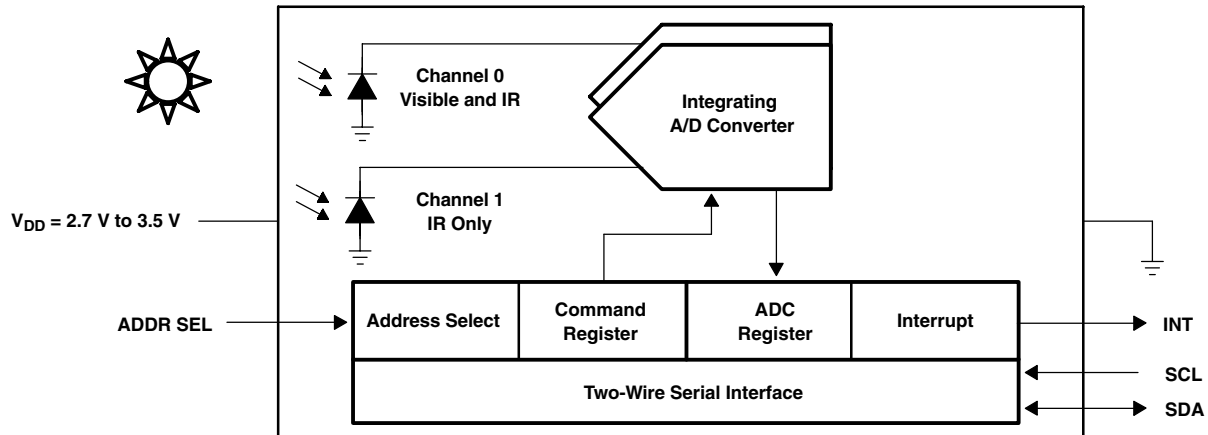 Channel 0
Visible and IR
Integrating
A/D Converter
Channel 1
IR Only
VDD = 2.7 V to 3.5 V
ADDR SEL
Address Select
Command
Register
ADC
Register
Interrupt
INT
Two-Wire Serial Interface
SCL
SDA